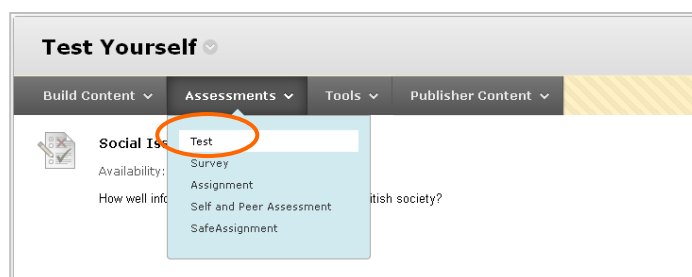 Test Yourself
Build Content Assessments Tools Publisher Content
Social Is
Availability:
How well info itish society?
Test
Survey
Assignment
Self and Peer Assessment
SafeAssignment